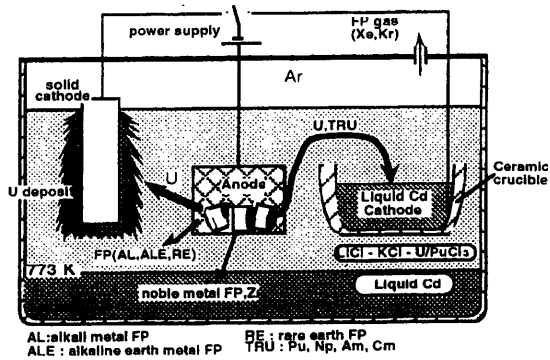 power supply
FP gas
(Xe,Kr)
Ar
solid
cathode
U,TRU
U
Anode
Ceramic
crucible
U deposit
Liquid Cd
Cathode
FP(AL,ALE,RE)
LiCl - KCl - U/PuCl3
773 K
noble metal FP,Zr
Liquid Cd
AL:alkali metal FP
RE : rare earth FP
ALE : alkaline earth metal FP
TRU : Pu, Np, Am, Cm